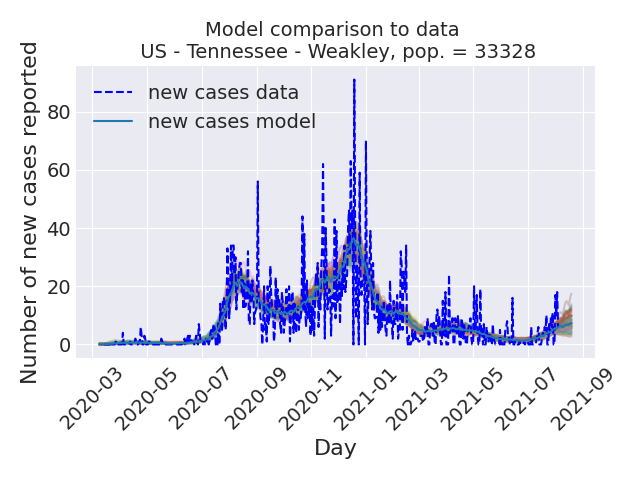 Model comparison to data
US - Tennessee - Weakley, pop. = 33328
Number of new cases reported
80
60
40
20
0
new cases data
new cases model
2020-03
2020-05
2020-07
2020-09
2020-11
2021-01
2021-03
2021-05
2021-07
2021-09
Day